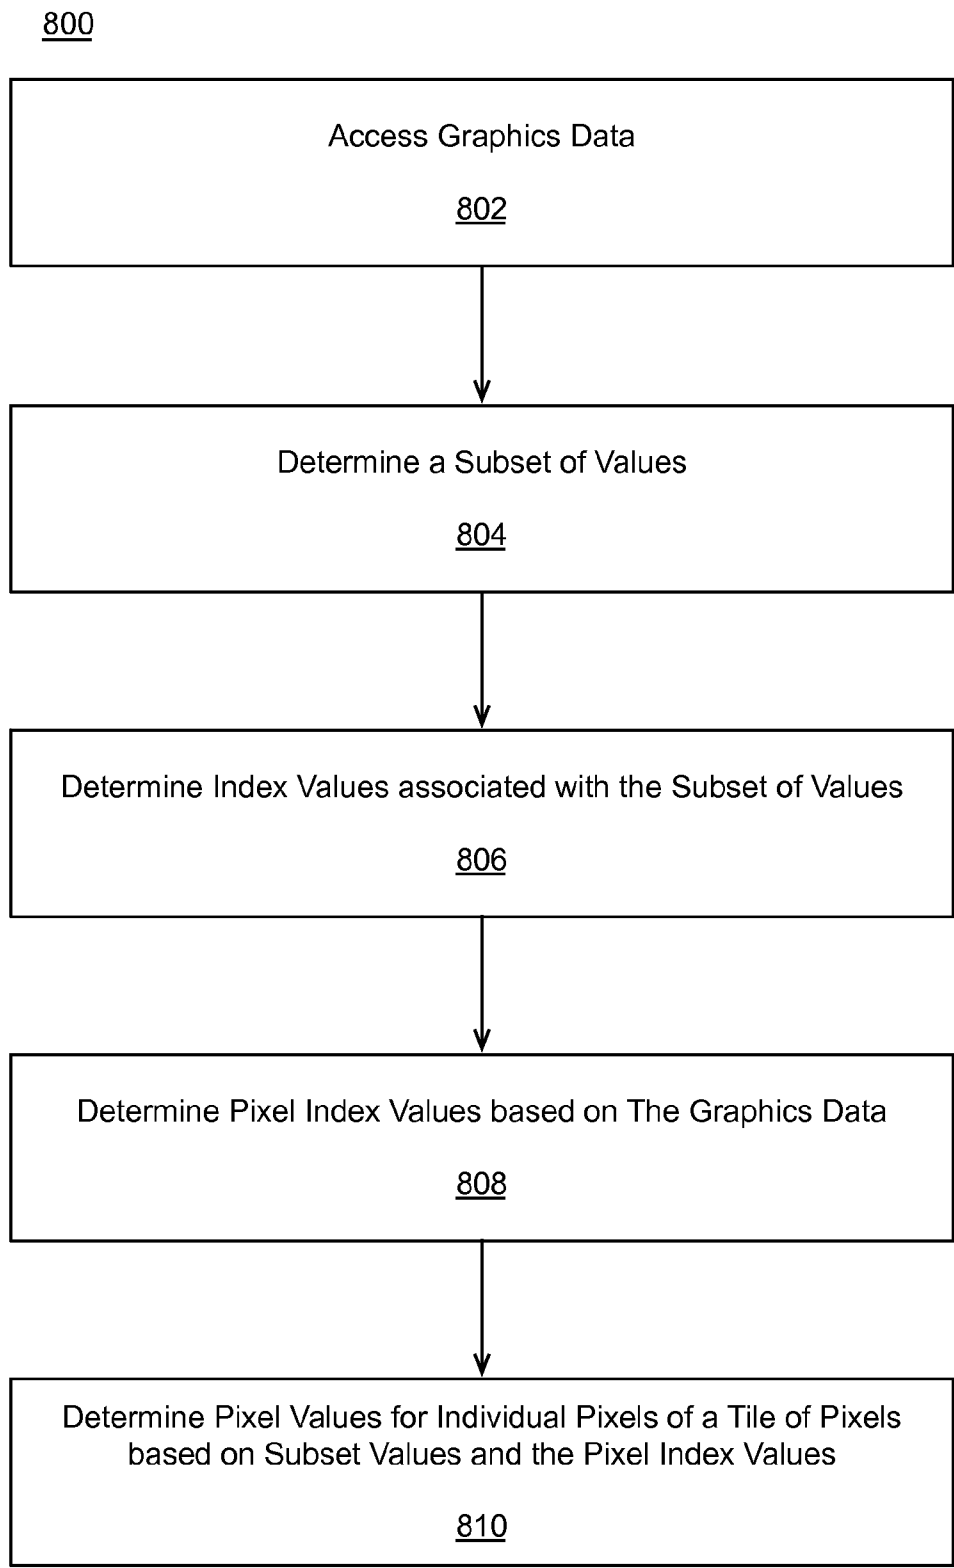 800
Access Graphics Data
802
Determine a Subset of Values
804
Determine Index Values associated with the Subset of Values
806
Determine Pixel Index Values based on The Graphics Data
808
Determine Pixel Values for Individual Pixels of a Tile of Pixels
based on Subset Values and the Pixel Index Values
810